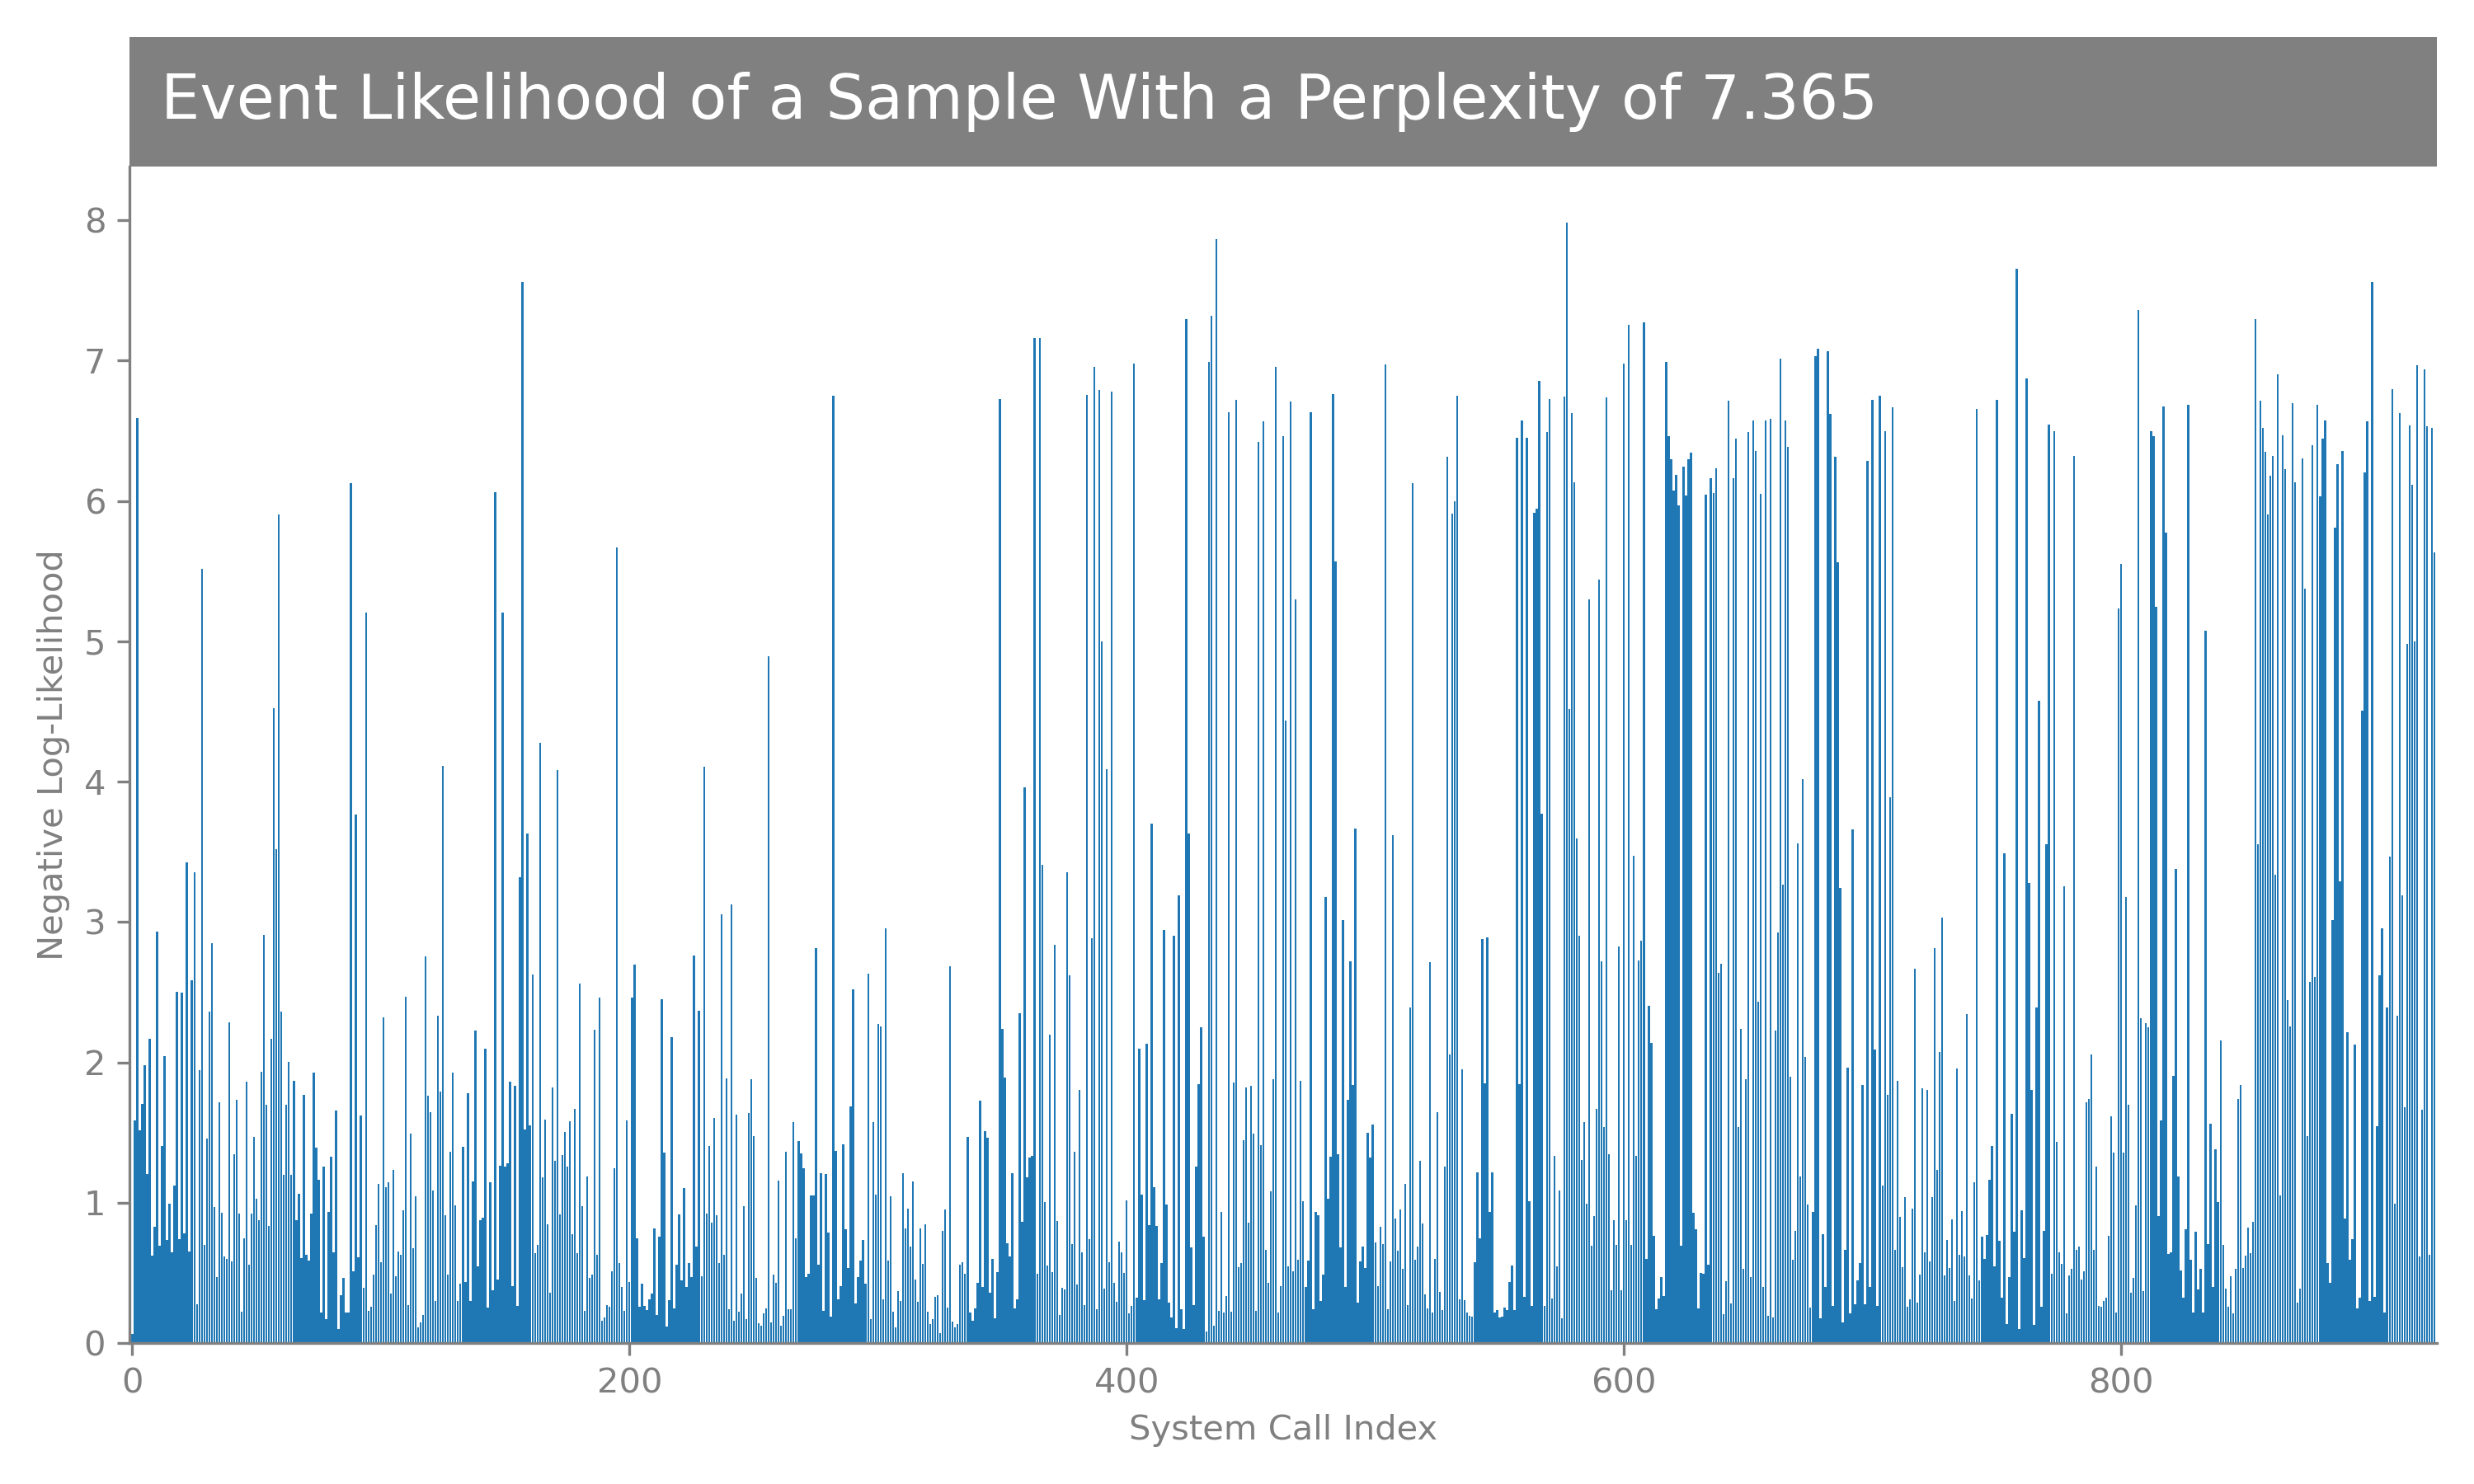 Event Likelihood of a Sample With a Perplexity of 7.365
8
7
6
5
4
3
2
1
0
Negative Log-Likelihood
0 200 400 600 800
System Call Index